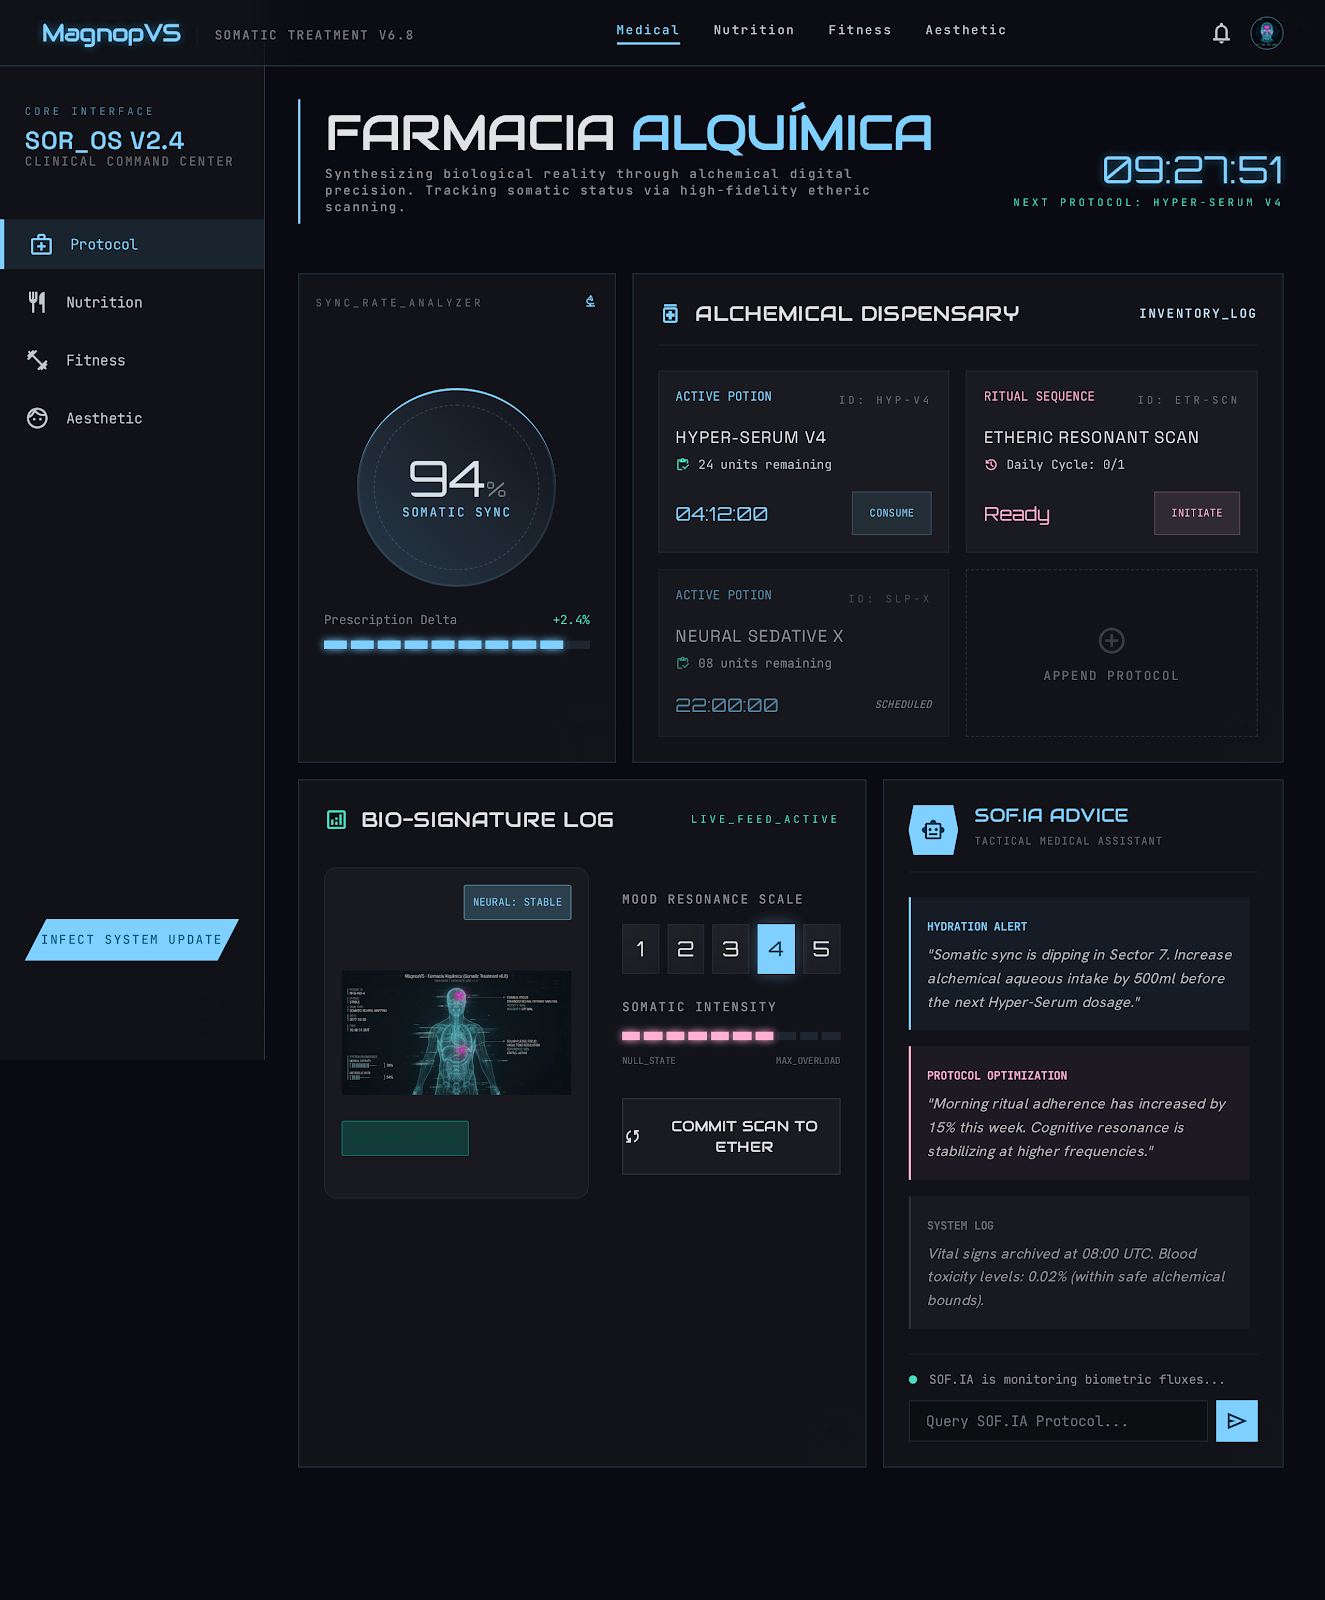 MagnopVS
SOMATIC TREATMENT V6.8
Medical
Nutrition
Fitness
Aesthetic
CORE INTERFACE
SOR_OS V2.4
CLINICAL COMMAND CENTER
Protocol
Nutrition
Fitness
Aesthetic
INFECT SYSTEM UPDATE
FARMACIA ALQUÍMICA
Synthesizing biological reality through alchemical digital
precision. Tracking somatic status via high-fidelity etheric
scanning.
09:27:51
NEXT PROTOCOL: HYPER-SERUM V4
SYNC_RATE_ANALYZER
94%
SOMATIC SYNC
Prescription Delta
+2.4%
ALCHEMICAL DISPENSARY
INVENTORY_LOG
ACTIVE POTION
ID: HYP-V4
HYPER-SERUM V4
24 units remaining
04:12:00
CONSUME
RITUAL SEQUENCE
ID: ETR-SCN
ETHERIC RESONANT SCAN
Daily Cycle: 0/1
Ready
INITIATE
ACTIVE POTION
ID: SLP-X
NEURAL SEDATIVE X
08 units remaining
22:00:00
SCHEDULED
APPEND PROTOCOL
BIO-SIGNATURE LOG
LIVE_FEED_ACTIVE
NEURAL: STABLE
MagnopVS - Farmacia Alquímica (Somatic Treatment v6.8)
MOOD RESONANCE SCALE
1
2
3
4
5
SOMATIC INTENSITY
NULL_STATE
MAX_OVERLOAD
COMMIT SCAN TO
ETHER
SOF.IA ADVICE
TACTICAL MEDICAL ASSISTANT
HYDRATION ALERT
"Somatic sync is dipping in Sector 7. Increase
alchemical aqueous intake by 500ml before
the next Hyper-Serum dosage."
PROTOCOL OPTIMIZATION
"Morning ritual adherence has increased by
15% this week. Cognitive resonance is
stabilizing at higher frequencies."
SYSTEM LOG
Vital signs archived at 08:00 UTC. Blood
toxicity levels: 0.02% (within safe alchemical
bounds).
SOF.IA is monitoring biometric fluxes...
Query SOF.IA Protocol...